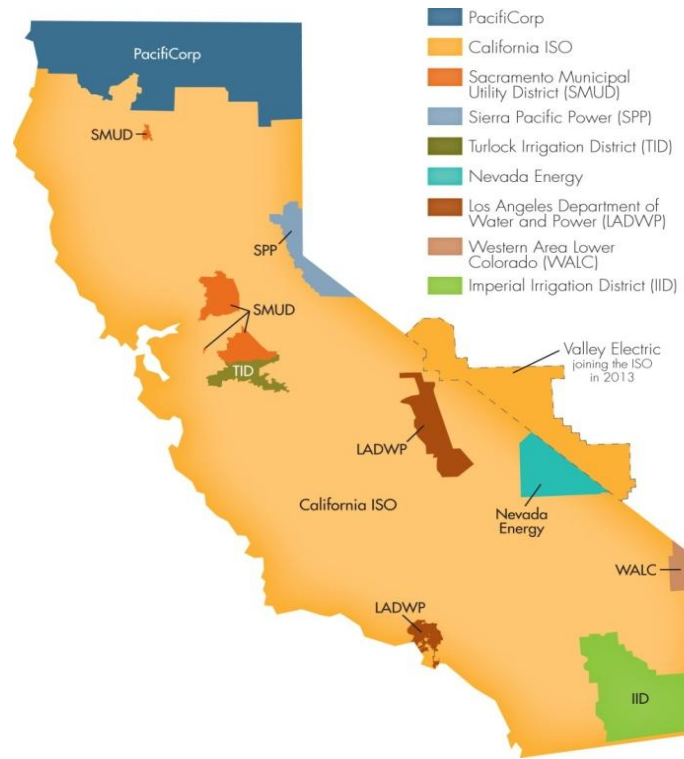 PacifiCorp
California ISO
Sacramento Municipal
Utility District (SMUD)
Sierra Pacific Power (SPP)
Turlock Irrigation District (TID)
Nevada Energy
Los Angeles Department of
Water and Power (LADWP)
Western Area Lower
Colorado (WALC)
Imperial Irrigation District (IID)
PacifiCorp
SMUD
SPP
SMUD
TID
Valley Electric
joining the ISO
in 2013
LADWP
California ISO
Nevada
Energy
WALC
LADWP
IID